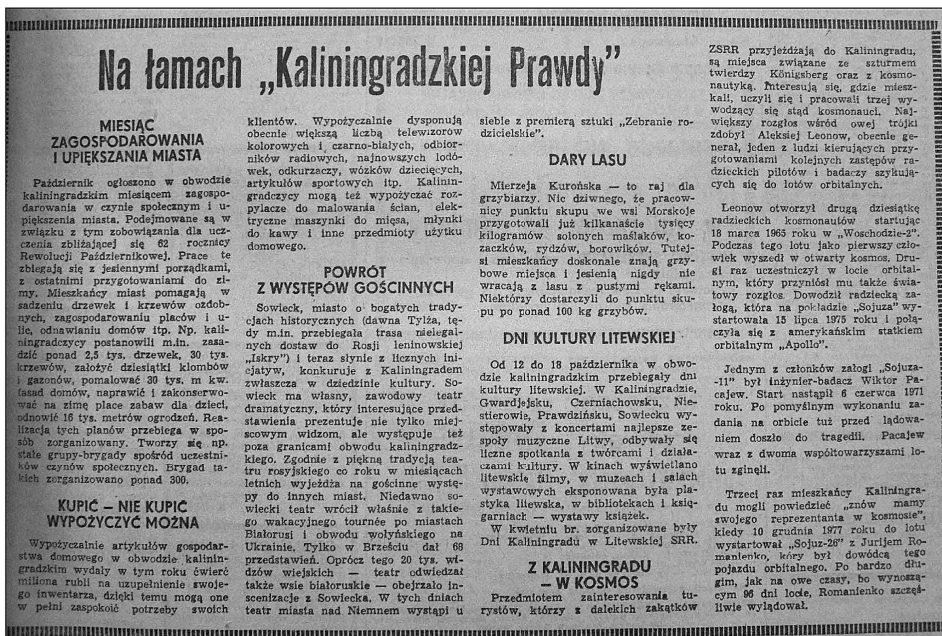 Na łamach „Kaliningradzkiej Prawdy”
MIESIĄC
ZAGOSPODAROWANIA
I UPIĘKSZANIA MIASTA
Październik ogłoszono w obwodzie
kaliningradzkim miesiącem zagospo-
darowania w czynie społecznym i u-
piększenia miasta. Podejmowane są w
związku z tym zobowiązania dla ucz-
czenia zbliżającej się 62 rocznicy
Rewolucji Październikowej. Prace te
zbiegają się z jesiennymi porządkami,
z ostatnimi przygotowaniami do zi-
my. Mieszkańcy miast pomagają w
sadzeniu drzewek i krzewów ozdob-
nych, zagospodarowaniu placów i u-
lic, odnawianiu domów itp. Np. kali-
ningradczycy postanowili m.in. zasa-
dzić ponad 2,5 tys. drzewek, 30 tys.
krzewów, założyć dziesiątki klombów
i gazonów, pomalować 30 tys. m kw.
fasad domów, naprawić i zakonserwo-
wać na zimę place zabaw dla dzieci,
odnowić 16 tys. metrów ogrodzeń. Rea-
lizacja tych planów przebiega w spo-
sób zorganizowany. Tworzy się np.
stałe grupy-brygady spośród uczestni-
ków czynów społecznych. Brygad ta-
kich zorganizowano ponad 300.
KUPIĆ – NIE KUPIĆ
WYPOŻYCZYĆ MOŻNA
Wypożyczalnie artykułów gospodar-
stwa domowego w obwodzie kalinin-
gradzkim wydały w tym roku ćwierć
miliona rubli na uzupełnienie swoje-
go inwentarza, dzięki temu mogą one
w pełni zaspokoić potrzeby swoich
klientów. Wypożyczalnie dysponują
obecnie większą liczbą telewizorów
kolorowych i czarno-białych, odbior-
ników radiowych, najnowszych lodó-
wek, odkurzaczy, wózków dziecięcych,
artykułów sportowych itp. Kalinin-
gradczycy mogą też wypożyczać roz-
pylacze do malowania ścian, elek-
tryczne maszynki do mięsa, młynki
do kawy i inne przedmioty użytku
domowego.
POWRÓT
Z WYSTĘPÓW GOŚCINNYCH
Sowieck, miasto o bogatych trady-
cjach historycznych (dawna Tylża, tę-
dy m.in. przebiegała trasa nielegal-
nych dostaw do Rosji leninowskiej
„Iskry”) i teraz słynie z licznych ini-
cjatyw, konkuruje z Kaliningradem
zwłaszcza w dziedzinie kultury. So-
wieck ma własny, zawodowy teatr
dramatyczny, który interesujące przed-
stawienia prezentuje nie tylko miej-
scowym widzom, ale występuje też
poza granicami obwodu kaliningradz-
kiego. Zgodnie z piękną tradycją tea-
tru rosyjskiego co roku w miesiącach
letnich wyjeżdża na gościnne wystę-
py do innych miast. Niedawno so-
wiecki teatr wrócił właśnie z takie-
go wakacyjnego tournée po miastach
Białorusi i obwodu wołyńskiego na
Ukrainie. Tylko w Brześciu dał 68
przedstawień. Oprócz tego 20 tys. wi-
dzów wiejskich — teatr odwiedzał
także wsie białoruskie — obejrzało in-
scenizacje z Sowiecka. W tych dniach
teatr miasta nad Niemnem wystąpi u
siebie z premierą sztuki „Zebranie ro-
dzicielskie”.
DARY LASU
Mierzeja Kurońska — to raj dla
grzybiarzy. Nic dziwnego, że pracow-
nicy punktu skupu we wsi Morskoje
przygotowali już kilkanaście tysięcy
kilogramów solonych maślaków, ko-
zaczków, rydzów, borowików. Tutej-
si mieszkańcy doskonale znają grzy-
bowe miejsca i jesienią nigdy nie
wracają z lasu z pustymi rękami.
Niektórzy dostarczyli do punktu sku-
pu po ponad 100 kg grzybów.
DNI KULTURY LITEWSKIEJ
Od 12 do 18 października w obwo-
dzie kaliningradzkim przebiegały dni
kultury litewskiej. W Kaliningradzie,
Gwardjejsku, Czerniachowsku, Nie-
stierowie, Prawdzińsku, Sowiecku wy-
stępowały z koncertami najlepsze ze-
społy muzyczne Litwy, odbywały się
liczne spotkania z twórcami i działa-
czami kultury. W kinach wyświetlano
litewskie filmy, w muzeach i salach
wystawowych eksponowana była pla-
styka litewska, w bibliotekach i księ-
garniach — wystawy książek.
W kwietniu br. zorganizowane były
Dni Kaliningradu w Litewskiej SRR.
Z KALININGRADU
– W KOSMOS
Przedmiotem zainteresowania tu-
rystów, którzy z dalekich zakątków
ZSRR przyjeżdżają do Kaliningradu,
są miejsca związane ze szturmem
twierdzy Königsberg oraz z kosmo-
nautyką. Interesują się, gdzie miesz-
kali, uczyli się i pracowali trzej wy-
wodzący się stąd kosmonauci. Naj-
większy rozgłos wśród owej trójki
zdobył Aleksiej Leonow, obecnie ge-
nerał, jeden z ludzi kierujących przy-
gotowaniami kolejnych zastępów ra-
dzieckich pilotów i badaczy szykują-
cych się do lotów orbitalnych.
Leonow otworzył drugą dziesiątkę
radzieckich kosmonautów startując
18 marca 1965 roku w „Woschodzie-2”.
Podczas tego lotu jako pierwszy czło-
wiek wyszedł w otwarty kosmos. Dru-
gi raz uczestniczył w locie orbital-
nym, który przyniósł mu także świa-
towy rozgłos. Dowodził radziecką za-
łogą, która na pokładzie „Sojuza” wy-
startowała 15 lipca 1975 roku i połą-
czyła się z amerykańskim statkiem
orbitalnym „Apollo”.
Jednym z członków załogi „Sojuza-
-11” był inżynier-badacz Wiktor Pa-
cajew. Start nastąpił 6 czerwca 1971
roku. Po pomyślnym wykonaniu za-
dania na orbicie tuż przed lądowa-
niem doszło do tragedii. Pacajew
wraz z dwoma współtowarzyszami lo-
tu zginęli.
Trzeci raz mieszkańcy Kaliningra-
du mogli powiedzieć „znów mamy
swojego reprezentanta w kosmosie”,
kiedy 10 grudnia 1977 roku do lotu
wystartował „Sojuz-26” z Jurijem Ro-
manienko, kóry był dowódcą tego
pojazdu orbitalnego. Po bardzo dłu-
gim, jak na owe czasy, bo wynoszą-
cym 96 dni locie, Romanienko szczęś-
liwie wylądował.